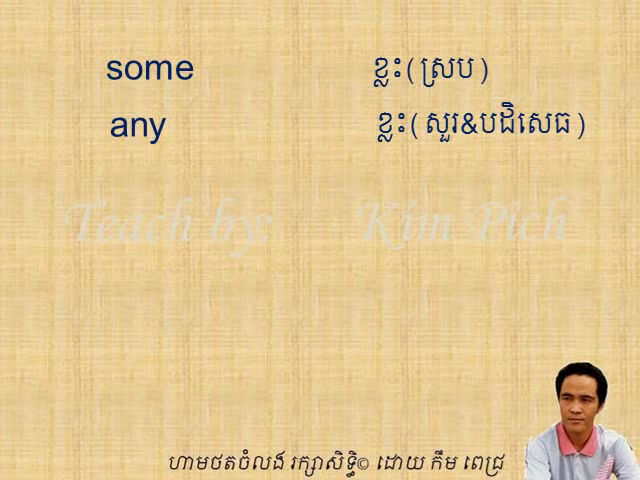 some ខ្លះ(ស្រប)
any ខ្លះ(សួរ&បដិសេធ)
Teach by: Kim Pich
ហាមថតចំលង រក្សាសិទ្ធិ© ដោយ កឹម ពេជ្រ